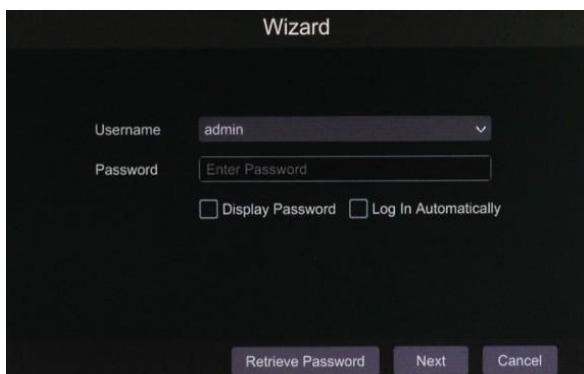 Wizard
Username admin
Password Enter Password
Display Password Log In Automatically
Retrieve Password Next Cancel